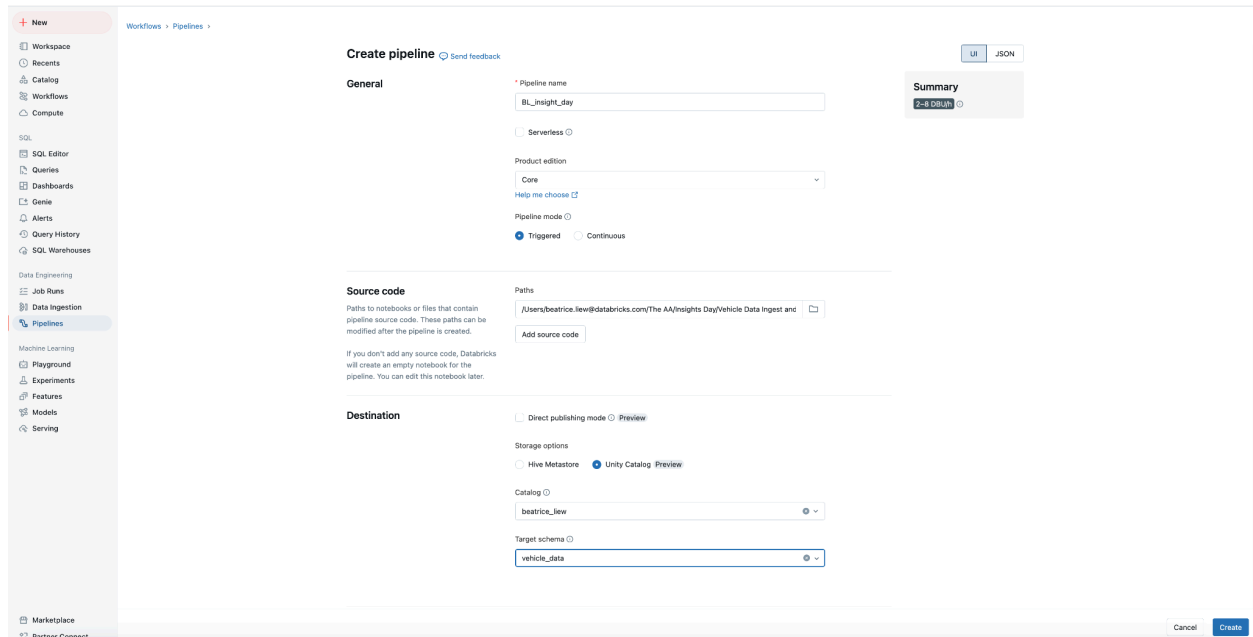 New
Workspace
Recents
Catalog
Workflows
Compute
SQL
SQL Editor
Queries
Dashboards
Genie
Alerts
Query History
SQL Warehouses
Data Engineering
Job Runs
Data Ingestion
Pipelines
Machine Learning
Playground
Experiments
Features
Models
Serving
Marketplace
Partner Connect
Workflows > Pipelines >
Create pipeline Send feedback
UI JSON
General
* Pipeline name
BL_insight_day
Serverless
Product edition
Core
Help me choose
Pipeline mode
Triggered Continuous
Summary
2–8 DBU/h
Source code
Paths to notebooks or files that contain
pipeline source code. These paths can be
modified after the pipeline is created.
If you don't add any source code, Databricks
will create an empty notebook for the
pipeline. You can edit this notebook later.
Paths
/Users/beatrice.liew@databricks.com/The AA/Insights Day/Vehicle Data Ingest and
Add source code
Destination
Direct publishing mode Preview
Storage options
Hive Metastore Unity Catalog Preview
Catalog
beatrice_liew
Target schema
vehicle_data
Cancel Create